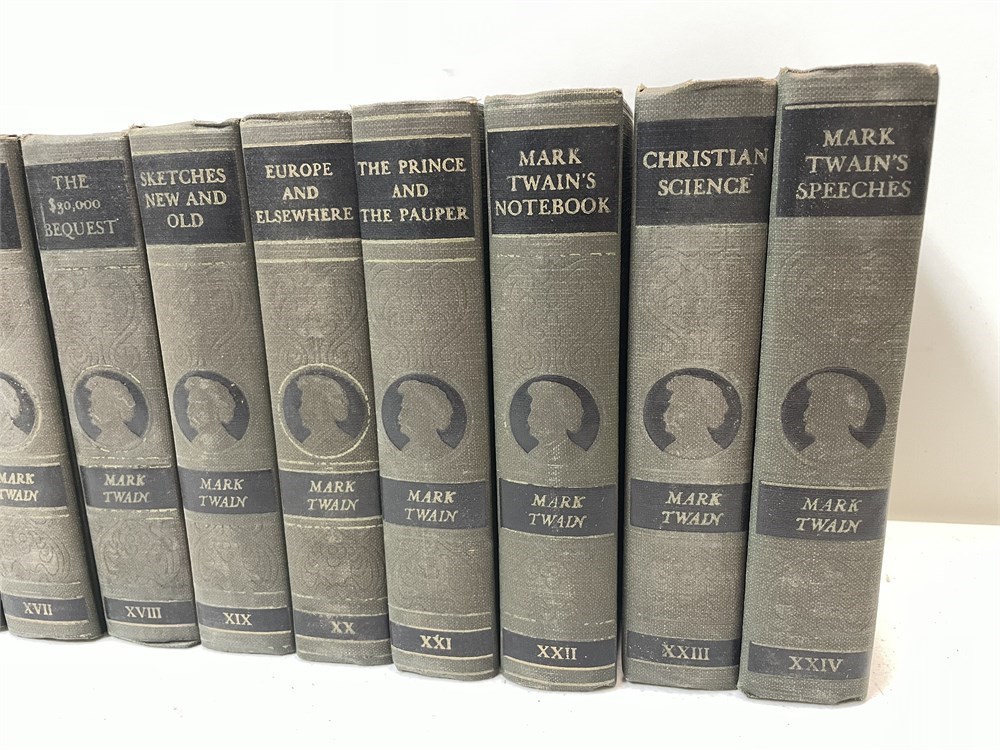 MARK
TWAIN
XVII
THE
$30,000
BEQUEST
MARK
TWAIN
XVIII
SKETCHES
NEW AND
OLD
MARK
TWAIN
XIX
EUROPE
AND
ELSEWHERE
MARK
TWAIN
XX
THE PRINCE
AND
THE PAUPER
MARK
TWAIN
XXI
MARK
TWAIN'S
NOTEBOOK
MARK
TWAIN
XXII
CHRISTIAN
SCIENCE
MARK
TWAIN
XXIII
MARK
TWAIN'S
SPEECHES
MARK
TWAIN
XXIV